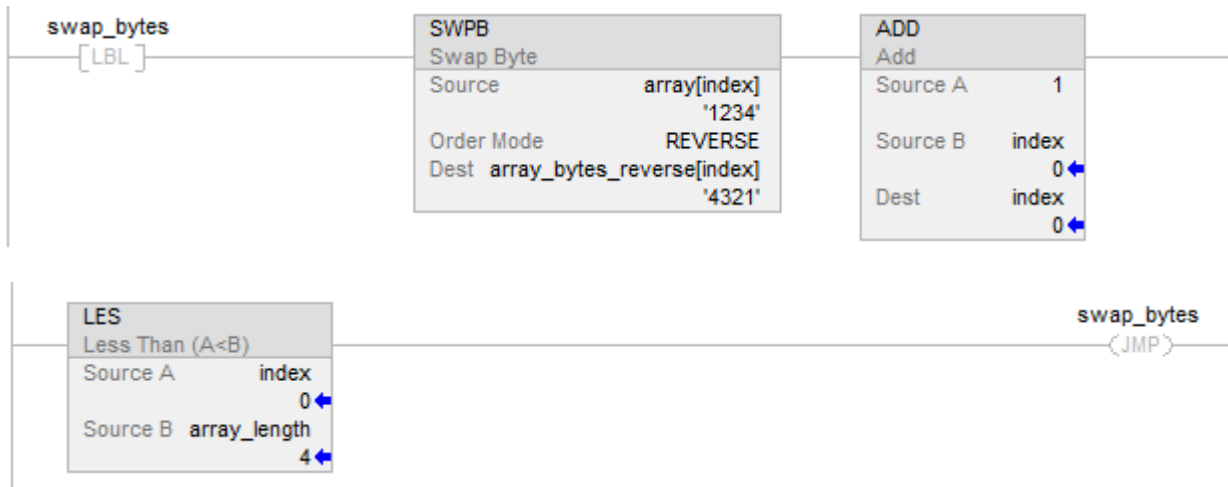 swap_bytes
[LBL]
SWPB
Swap Byte
Source array[index]
'1234'
Order Mode REVERSE
Dest array_bytes_reverse[index]
'4321'
ADD
Add
Source A 1
Source B index
0
Dest index
0
LES
Less Than (A<B)
Source A index
0
Source B array_length
4
swap_bytes
(JMP)